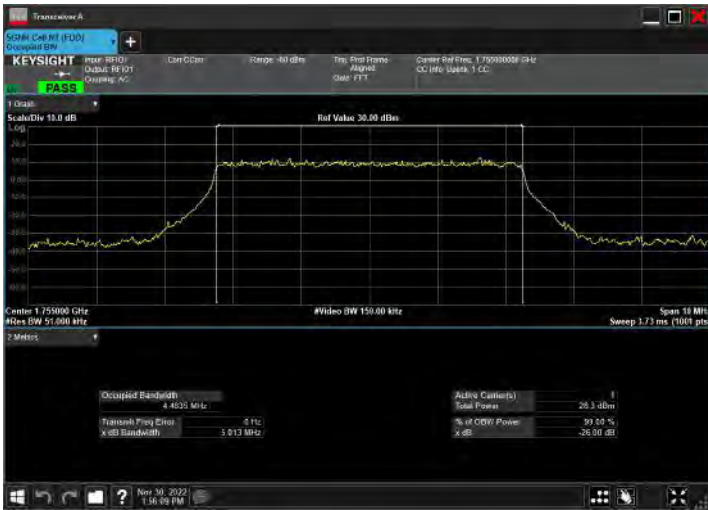 Transceiver A
5GNR Cell NT (FDD)
Occupied BW
KEYSIGHT
Input: RFIO1
Output: RFIO1
Coupling: AC
Corr CCorr
Range: -60 dBm
Trig: First Frame
Aligned
Gate: FFT
Center Ref Freq: 1.755000000 GHz
CC Info: Uplink, 1 CC
PASS
1 Graph
Scale/Div 10.0 dB
Ref Value 30.00 dBm
Log
Center 1.755000 GHz
#Video BW 150.00 kHz
Span 10 MHz
#Res BW 51.000 kHz
Sweep 3.73 ms (1001 pts
2 Metrics
Occupied Bandwidth
4.4835 MHz
Transmit Freq Error
0 Hz
x dB Bandwidth
5.013 MHz
Active Carrier(s)
1
Total Power
28.3 dBm
% of OBW Power
99.00 %
x dB
-26.00 dB
?
Nov 30, 2022
1:56:09 PM